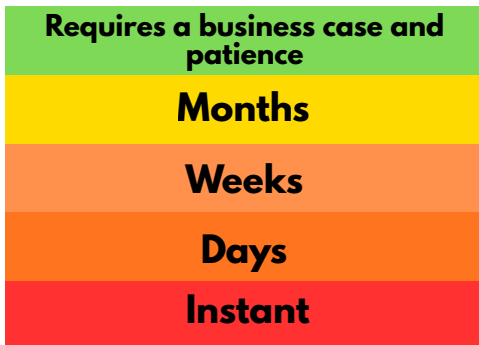 Requires a business case and
patience
Months
Weeks
Days
Instant